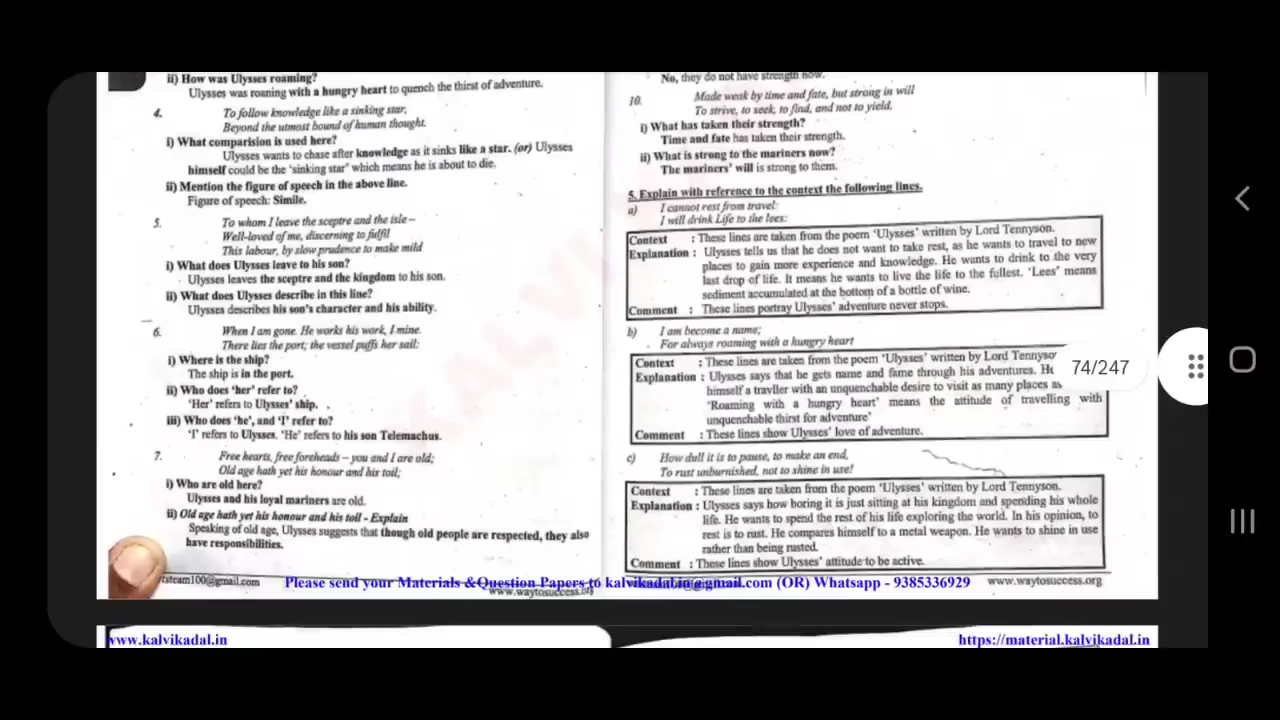 ii) How was Ulysses roaming?
Ulysses was roaming with a hungry heart to quench the thirst of adventure.
4. To follow knowledge like a sinking star,
Beyond the utmost bound of human thought.
i) What comparision is used here?
Ulysses wants to chase after knowledge as it sinks like a star. (or) Ulysses
himself could be the 'sinking star' which means he is about to die.
ii) Mention the figure of speech in the above line.
Figure of speech: Simile.
5. To whom I leave the sceptre and the isle –
Well-loved of me, discerning to fulfil
This labour, by slow prudence to make mild
i) What does Ulysses leave to his son?
Ulysses leaves the sceptre and the kingdom to his son.
ii) What does Ulysses describe in this line?
Ulysses describes his son's character and his ability.
6. When I am gone. He works his work, I mine.
There lies the port; the vessel puffs her sail:
i) Where is the ship?
The ship is in the port.
ii) Who does 'her' refer to?
'Her' refers to Ulysses' ship.
iii) Who does 'he', and 'I' refer to?
'I' refers to Ulysses. 'He' refers to his son Telemachus.
7. Free hearts, free foreheads – you and I are old;
Old age hath yet his honour and his toil;
i) Who are old here?
Ulysses and his loyal mariners are old.
ii) Old age hath yet his honour and his toil - Explain
Speaking of old age, Ulysses suggests that though old people are respected, they also
have responsibilities.
No, they do not have strength now.
10. Made weak by time and fate, but strong in will
To strive, to seek, to find, and not to yield.
i) What has taken their strength?
Time and fate has taken their strength.
ii) What is strong to the mariners now?
The mariners' will is strong to them.
5. Explain with reference to the context the following lines.
a) I cannot rest from travel:
I will drink Life to the lees:
Context : These lines are taken from the poem 'Ulysses' written by Lord Tennyson.
Explanation : Ulysses tells us that he does not want to take rest, as he wants to travel to new
places to gain more experience and knowledge. He wants to drink to the very
last drop of life. It means he wants to live the life to the fullest. 'Lees' means
sediment accumulated at the bottom of a bottle of wine.
Comment : These lines portray Ulysses' adventure never stops.
b) I am become a name;
For always roaming with a hungry heart
Context : These lines are taken from the poem 'Ulysses' written by Lord Tennyson
Explanation : Ulysses says that he gets name and fame through his adventures. He
himself a travller with an unquenchable desire to visit as many places as
'Roaming with a hungry heart' means the attitude of travelling with
unquenchable thirst for adventure'
Comment : These lines show Ulysses' love of adventure.
74/247
c) How dull it is to pause, to make an end,
To rust unburnished, not to shine in use!
Context : These lines are taken from the poem 'Ulysses' written by Lord Tennyson.
Explanation : Ulysses says how boring it is just sitting at his kingdom and spending his whole
life. He wants to spend the rest of his life exploring the world. In his opinion, to
rest is to rust. He compares himself to a metal weapon. He wants to shine in use
rather than being rusted.
Comment : These lines show Ulysses' attitude to be active.
tsteam100@gmail.com Please send your Materials &Question Papers to kalvikadal.in@gmail.com (OR) Whatsapp - 9385336929 www.waytosuccess.org
www.waytosuccess.org
www.kalvikadal.in https://material.kalvikadal.in